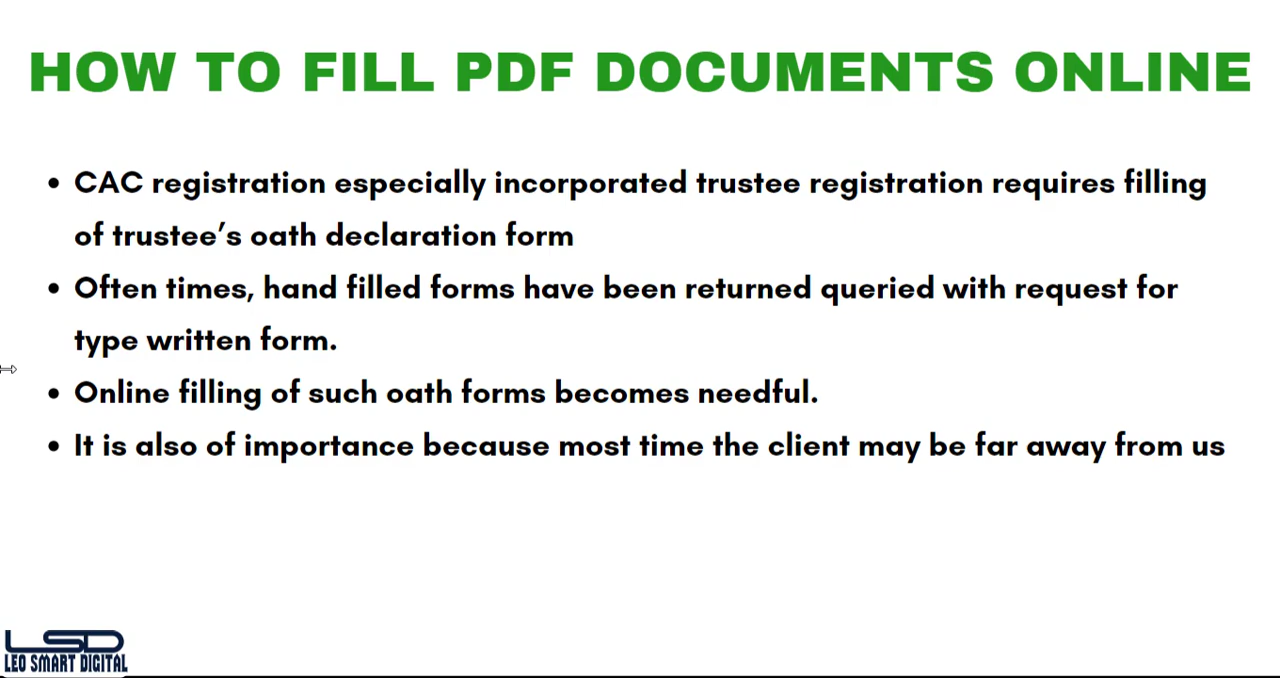 HOW TO FILL PDF DOCUMENTS ONLINE
• CAC registration especially incorporated trustee registration requires filling
of trustee’s oath declaration form
• Often times, hand filled forms have been returned queried with request for
type written form.
• Online filling of such oath forms becomes needful.
• It is also of importance because most time the client may be far away from us
LSD
LEO SMART DIGITAL